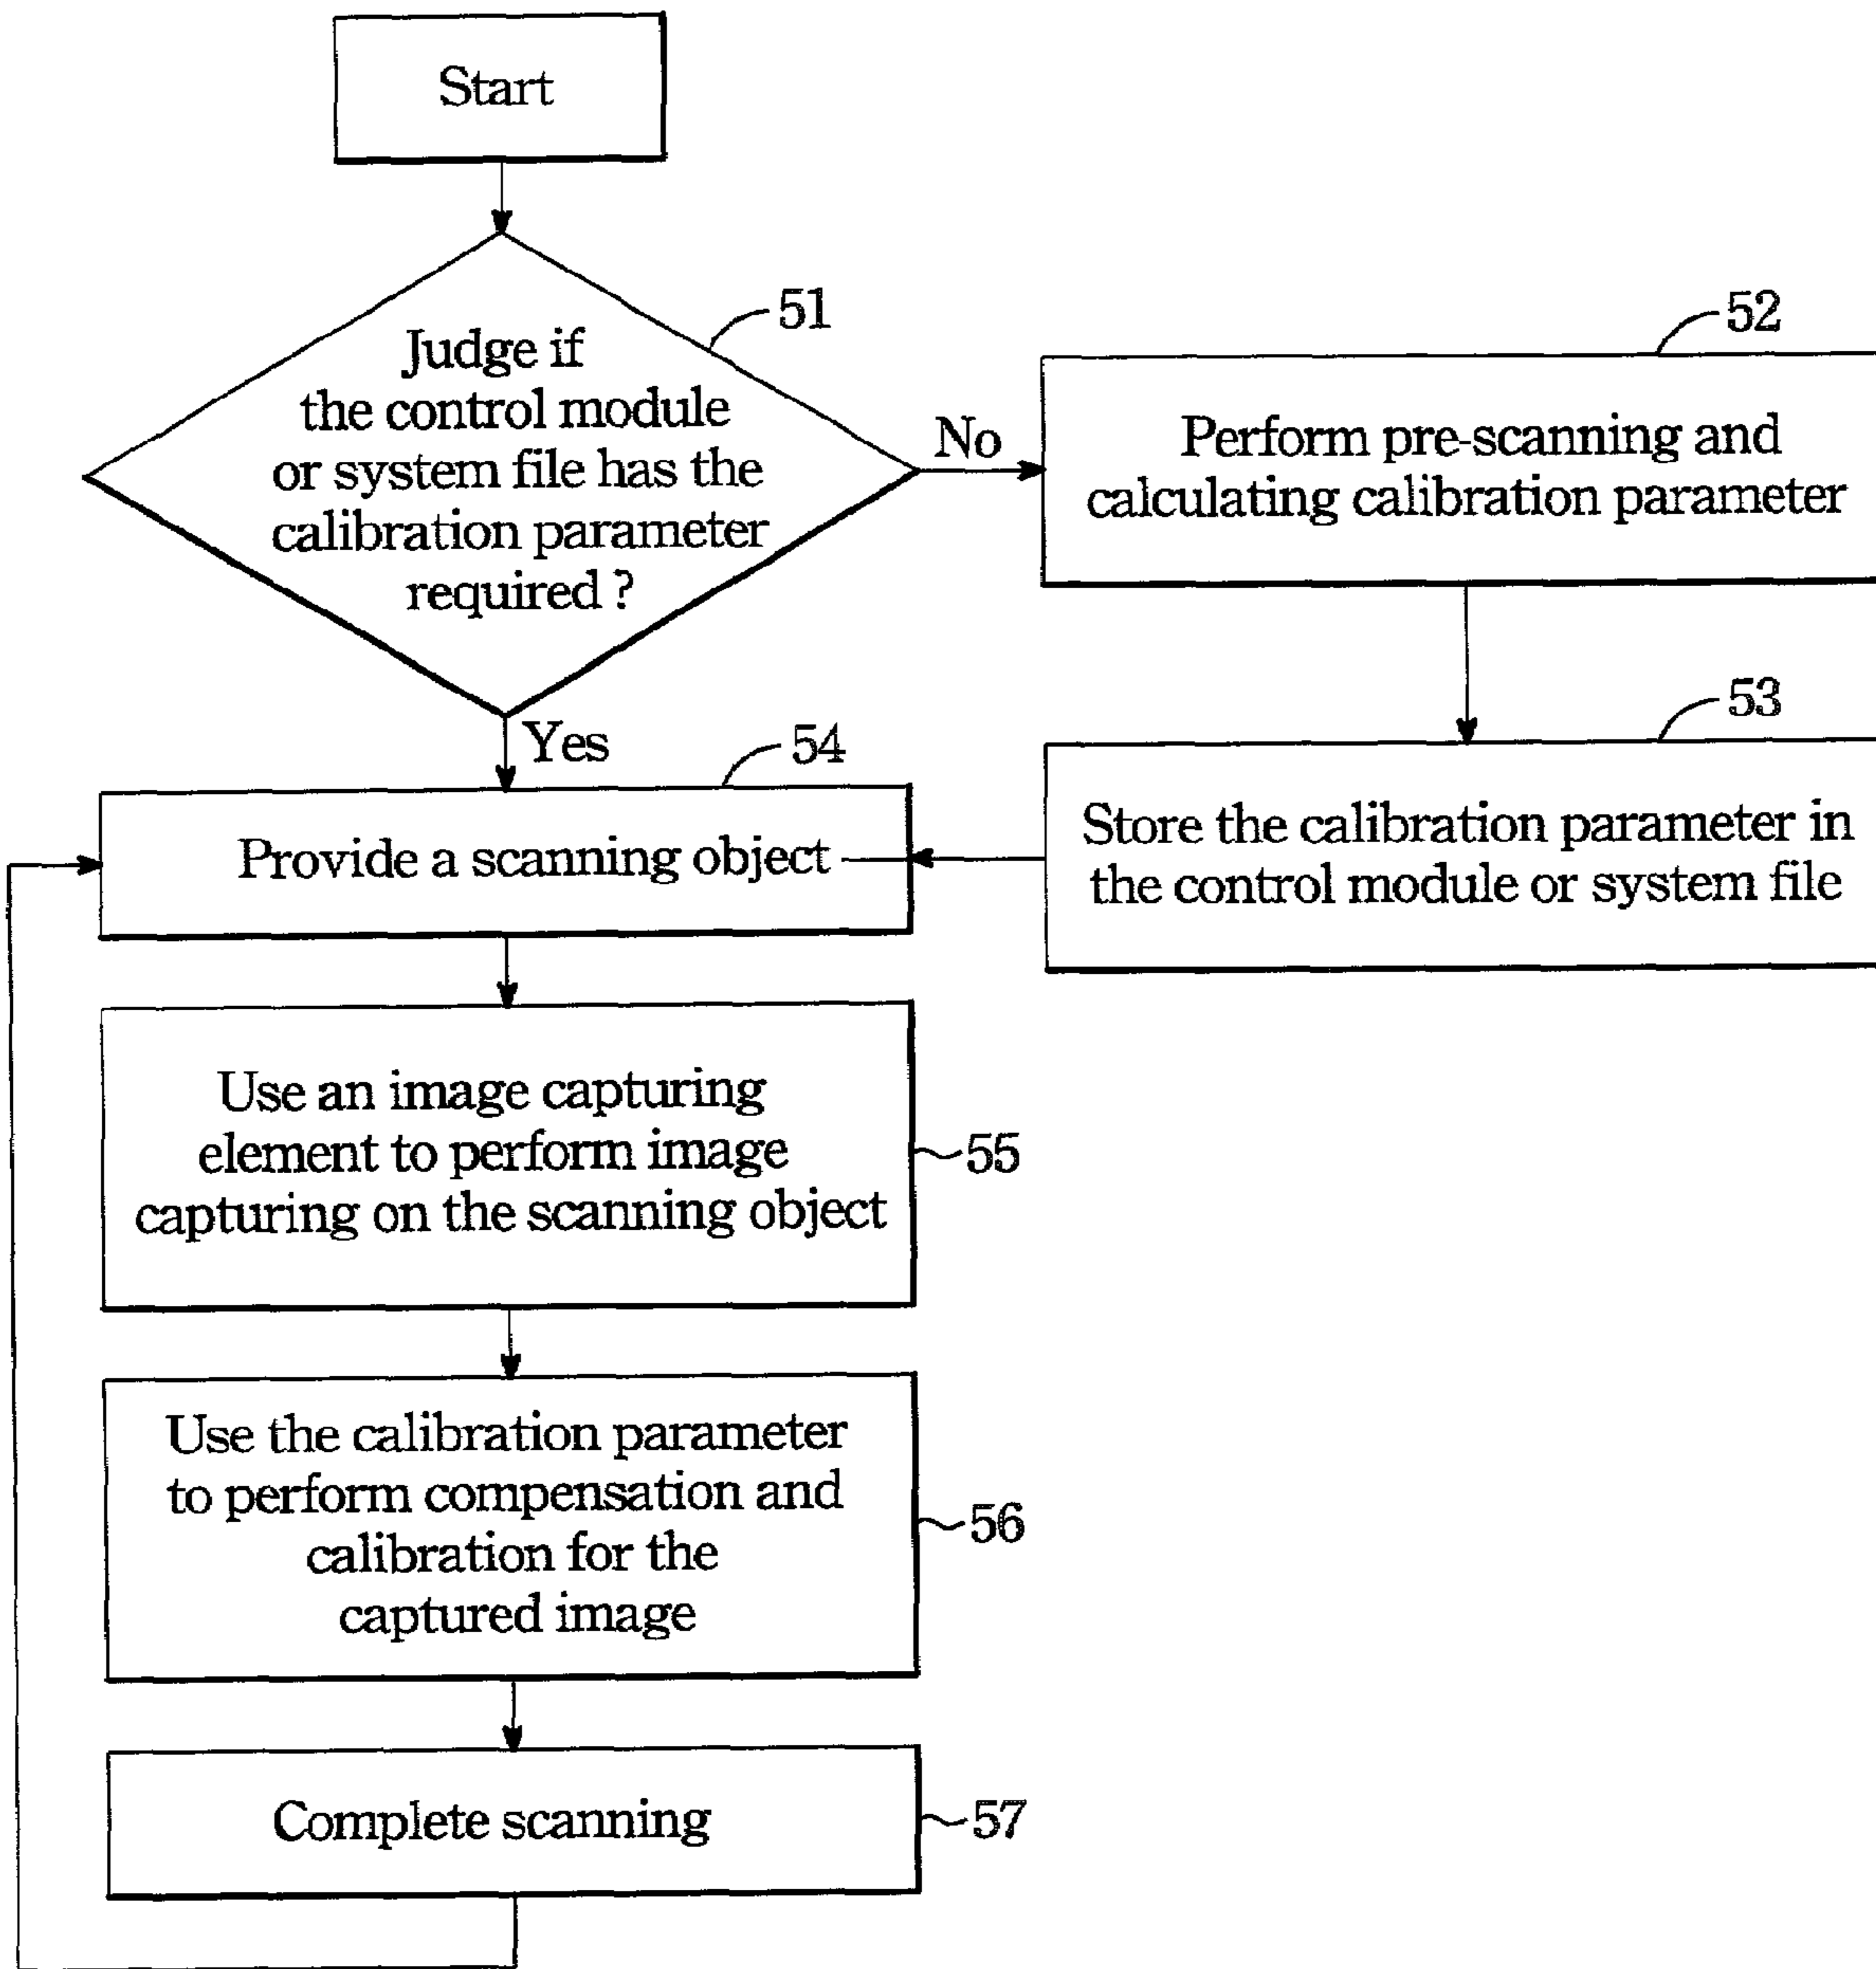 Start
51
Judge if
the control module
or system file has the
calibration parameter
required ?
No
52
Perform pre-scanning and
calculating calibration parameter
Yes
53
Store the calibration parameter in
the control module or system file
54
Provide a scanning object
Use an image capturing
element to perform image
capturing on the scanning object
55
Use the calibration parameter
to perform compensation and
calibration for the
captured image
56
Complete scanning
57